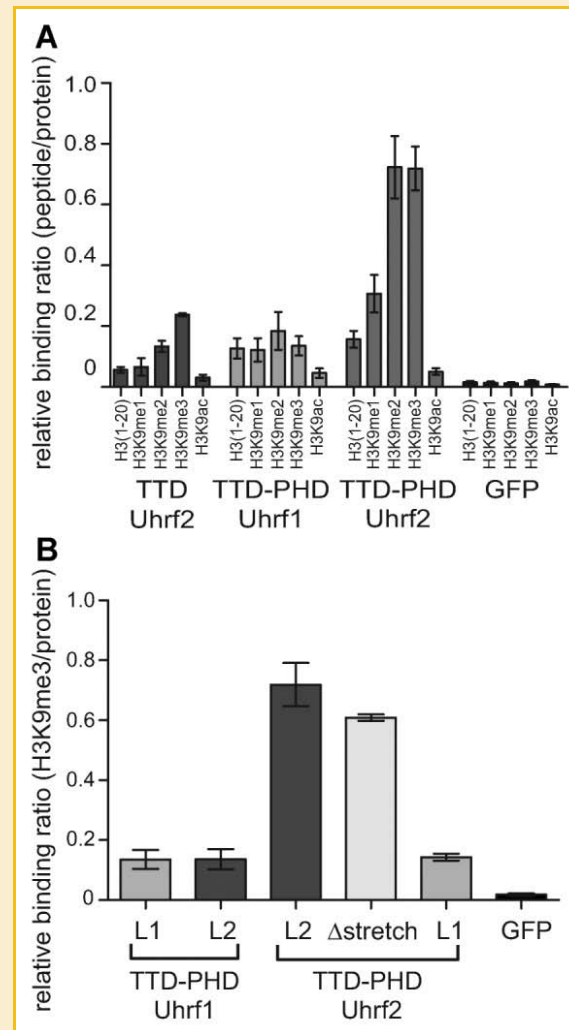 A
relative binding ratio (peptide/protein)
1.0
0.8
0.6
0.4
0.2
0
H3(1-20)
H3K9me1
H3K9me2
H3K9me3
H3K9ac
H3(1-20)
H3K9me1
H3K9me2
H3K9me3
H3K9ac
H3(1-20)
H3K9me1
H3K9me2
H3K9me3
H3K9ac
H3(1-20)
H3K9me1
H3K9me2
H3K9me3
H3K9ac
TTD
Uhrf2
TTD-PHD
Uhrf1
TTD-PHD
Uhrf2
GFP
B
relative binding ratio (H3K9me3/protein)
1.0
0.8
0.6
0.4
0.2
0
L1
L2
L2
Δstretch
L1
GFP
TTD-PHD
Uhrf1
TTD-PHD
Uhrf2